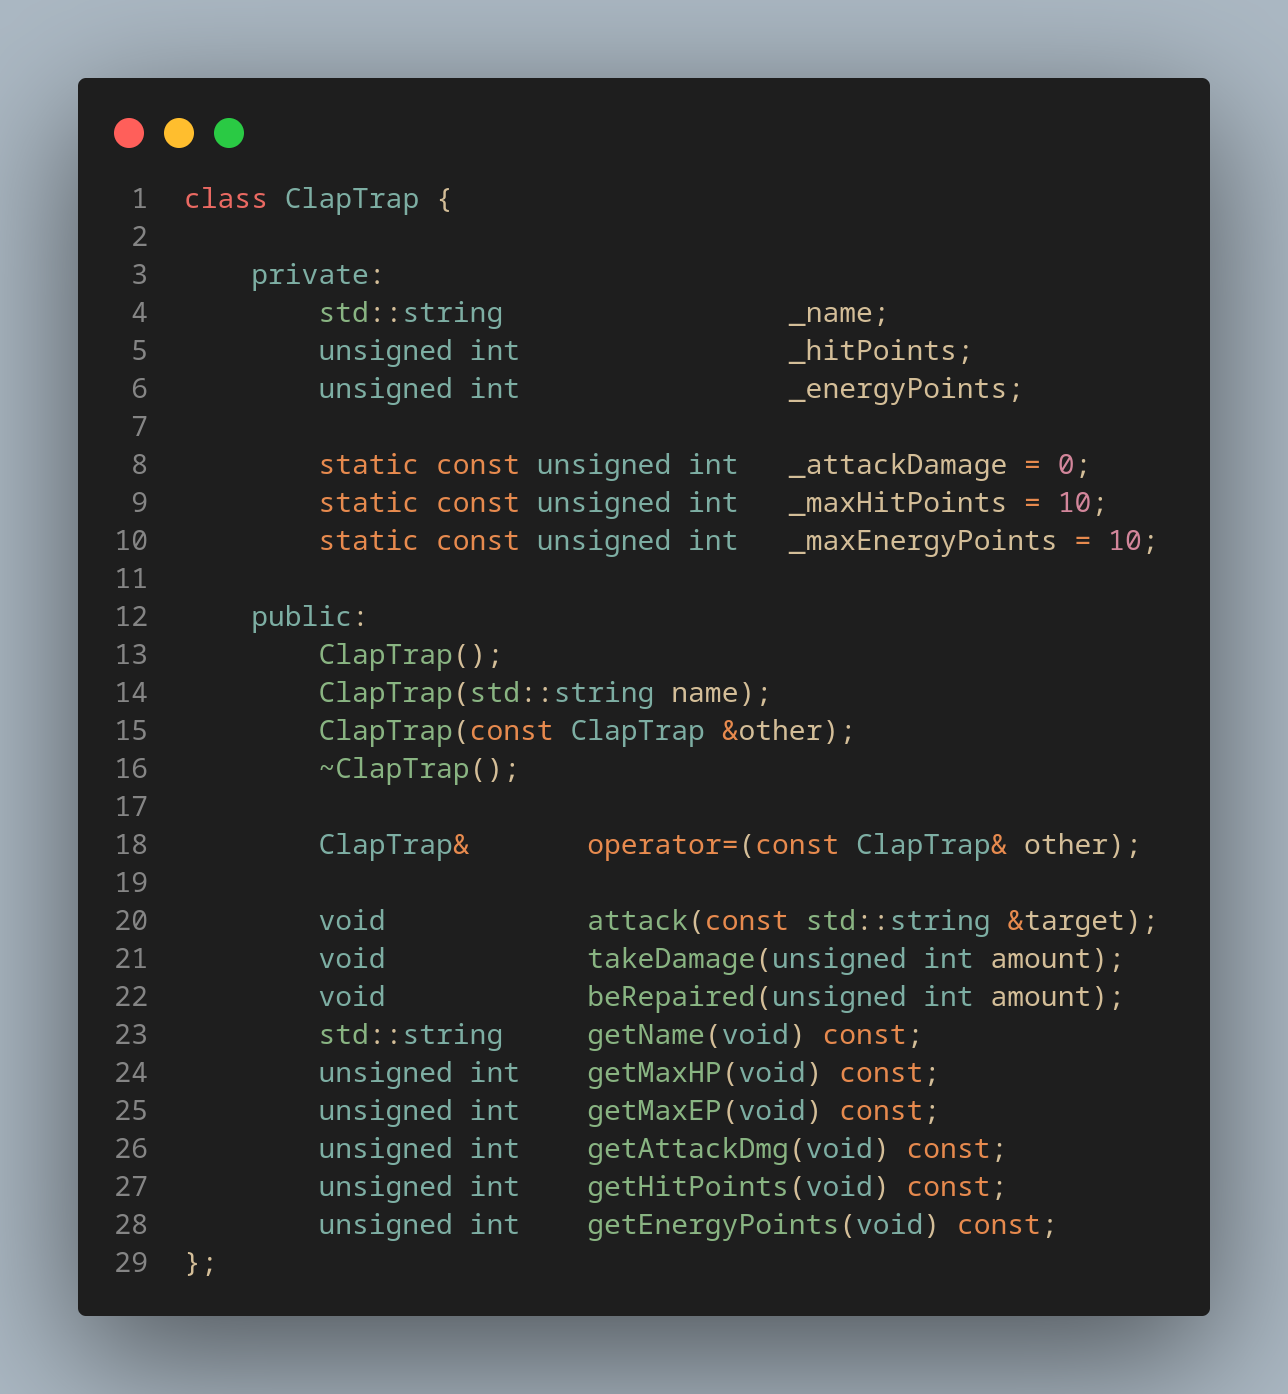 1 class ClapTrap {
2
3     private:
4         std::string                 _name;
5         unsigned int                _hitPoints;
6         unsigned int                _energyPoints;
7
8         static const unsigned int   _attackDamage = 0;
9         static const unsigned int   _maxHitPoints = 10;
10         static const unsigned int   _maxEnergyPoints = 10;
11
12     public:
13         ClapTrap();
14         ClapTrap(std::string name);
15         ClapTrap(const ClapTrap &other);
16         ~ClapTrap();
17
18         ClapTrap&       operator=(const ClapTrap& other);
19
20         void            attack(const std::string &target);
21         void            takeDamage(unsigned int amount);
22         void            beRepaired(unsigned int amount);
23         std::string     getName(void) const;
24         unsigned int    getMaxHP(void) const;
25         unsigned int    getMaxEP(void) const;
26         unsigned int    getAttackDmg(void) const;
27         unsigned int    getHitPoints(void) const;
28         unsigned int    getEnergyPoints(void) const;
29 };